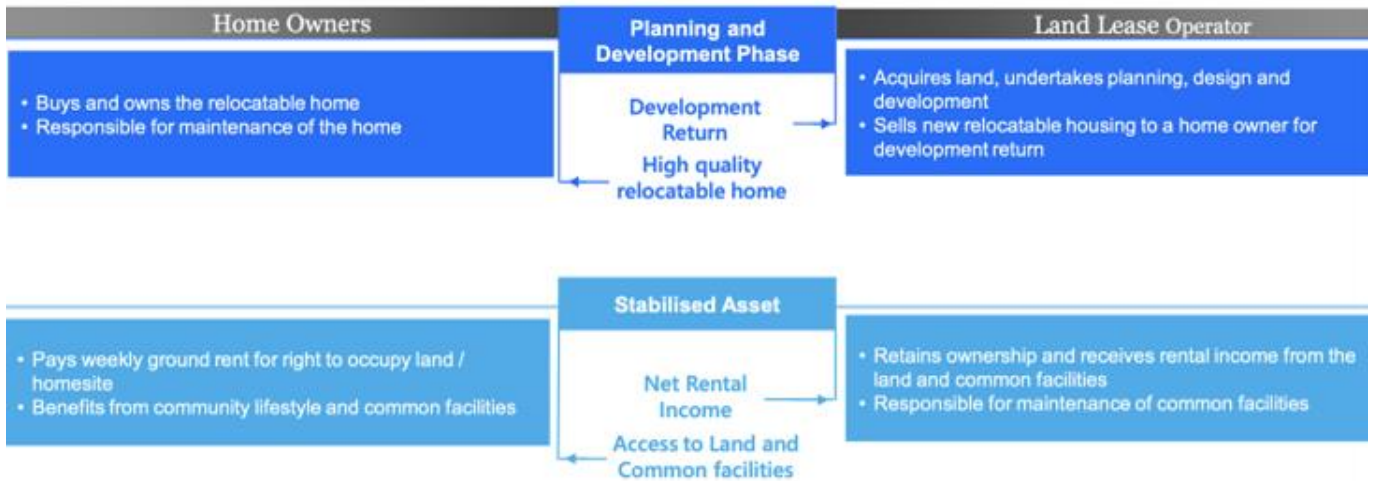 Home Owners
Planning and
Development Phase
Land Lease Operator
• Buys and owns the relocatable home
• Responsible for maintenance of the home
Development
Return
High quality
relocatable home
• Acquires land, undertakes planning, design and
development
• Sells new relocatable housing to a home owner for
development return
Stabilised Asset
• Pays weekly ground rent for right to occupy land /
homesite
• Benefits from community lifestyle and common facilities
Net Rental
Income
Access to Land and
Common facilities
• Retains ownership and receives rental income from the
land and common facilities
• Responsible for maintenance of common facilities